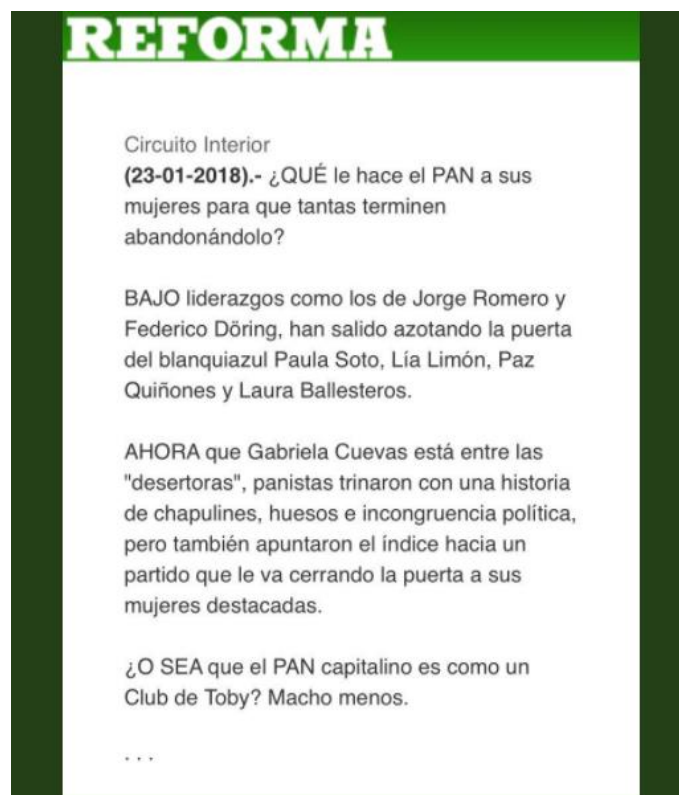 REFORMA
Circuito Interior
(23-01-2018).- ¿QUÉ le hace el PAN a sus
mujeres para que tantas terminen
abandonándolo?
BAJO liderazgos como los de Jorge Romero y
Federico Döring, han salido azotando la puerta
del blanquiazul Paula Soto, Lía Limón, Paz
Quiñones y Laura Ballesteros.
AHORA que Gabriela Cuevas está entre las
"desertoras", panistas trinaron con una historia
de chapulines, huesos e incongruencia política,
pero también apuntaron el índice hacia un
partido que le va cerrando la puerta a sus
mujeres destacadas.
¿O SEA que el PAN capitalino es como un
Club de Toby? Macho menos.
. . .